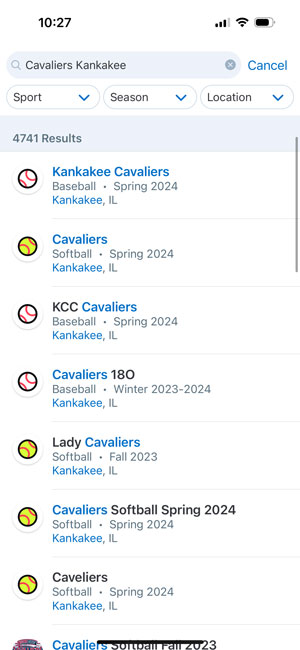 10:27
Cavaliers Kankakee
Cancel
Sport
Season
Location
4741 Results
Kankakee Cavaliers
Baseball • Spring 2024
Kankakee, IL
Cavaliers
Softball • Spring 2024
Kankakee, IL
KCC Cavaliers
Baseball • Spring 2024
Kankakee, IL
Cavaliers 18O
Baseball • Winter 2023-2024
Kankakee, IL
Lady Cavaliers
Softball • Fall 2023
Kankakee, IL
Cavaliers Softball Spring 2024
Softball • Spring 2024
Kankakee, IL
Caveliers
Softball • Spring 2024
Kankakee, IL
Cavaliers Softball Fall 2023